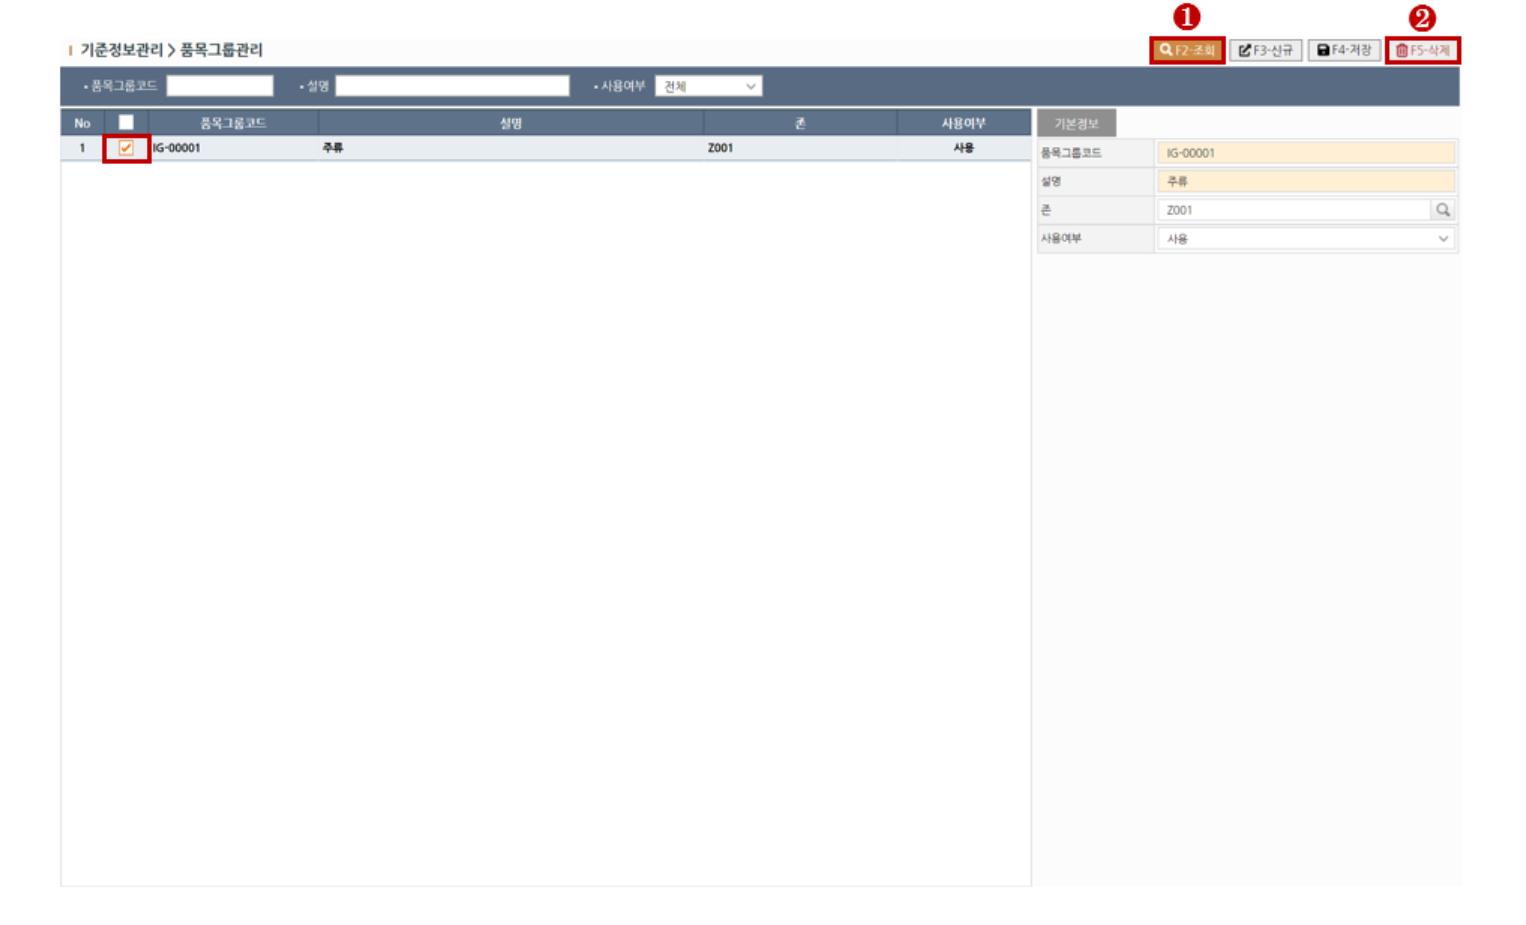 ❶ ❷
기준정보관리 > 품목그룹관리 F2-조회 F3-신규 F4-저장 F5-삭제
• 품목그룹코드 • 설명 • 사용여부 전체
No 품목그룹코드 설명 존 사용여부
1 IG-00001 주류 Z001 사용
기본정보
품목그룹코드 IG-00001
설명 주류
존 Z001
사용여부 사용